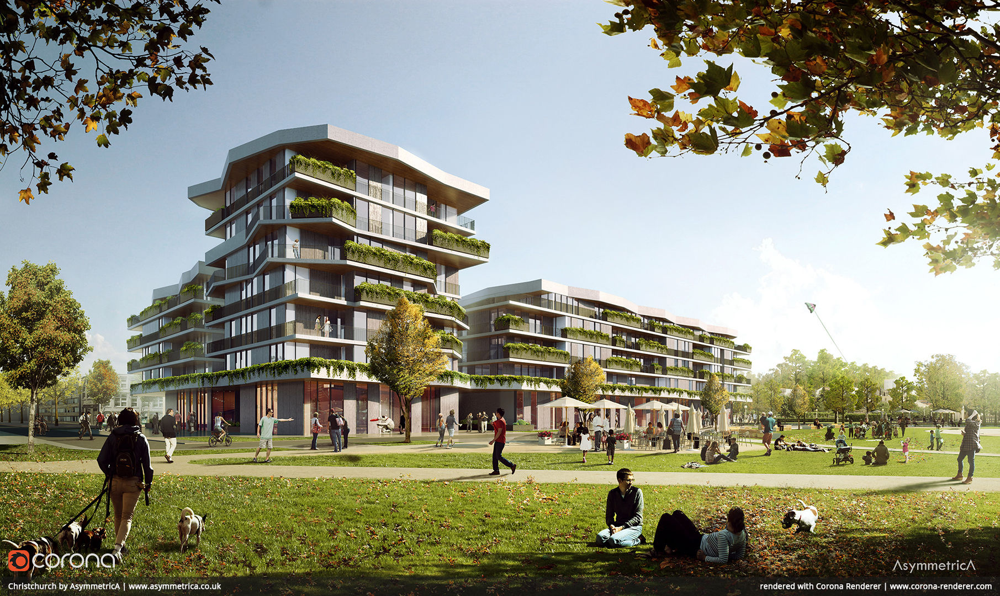 corona
AsymmetricA
Christchurch by AsymmetricA | www.asymmetrica.co.uk
rendered with Corona Renderer | www.corona-renderer.com